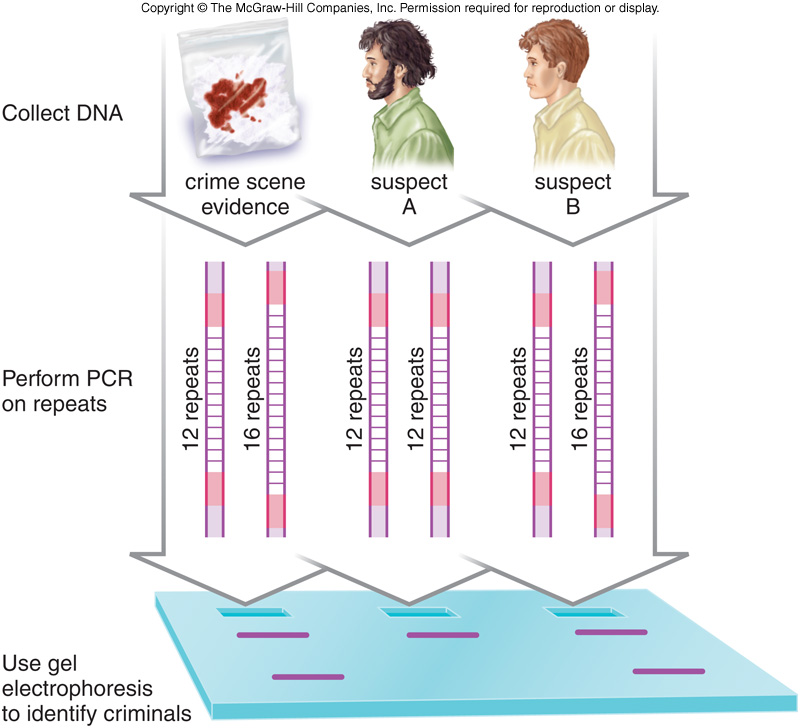 Copyright © The McGraw-Hill Companies, Inc. Permission required for reproduction or display.
Collect DNA
crime scene
evidence
suspect
A
suspect
B
Perform PCR
on repeats
12 repeats
16 repeats
12 repeats
12 repeats
12 repeats
16 repeats
Use gel
electrophoresis
to identify criminals